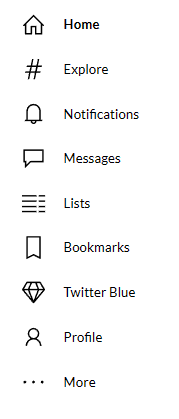 Home
Explore
Notifications
Messages
Lists
Bookmarks
Twitter Blue
Profile
More